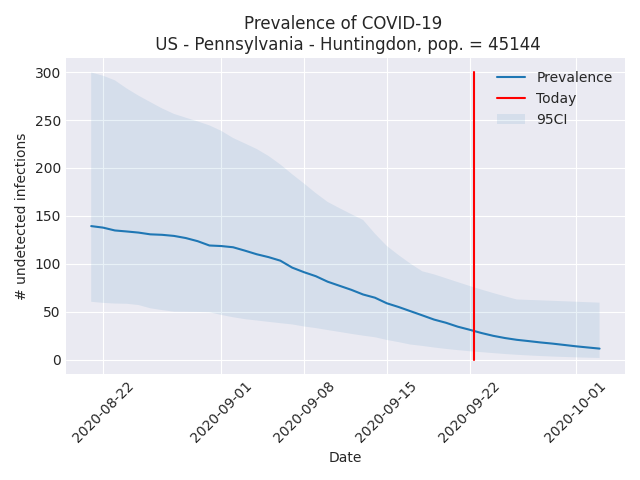 Prevalence of COVID-19
US - Pennsylvania - Huntingdon, pop. = 45144
300
250
200
150
100
50
0
# undetected infections
Prevalence
Today
95CI
2020-08-22
2020-09-01
2020-09-08
2020-09-15
2020-09-22
2020-10-01
Date